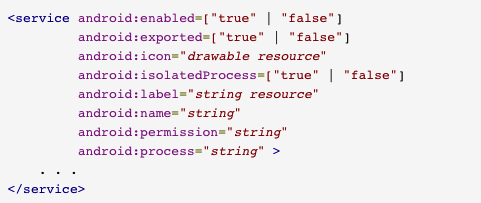 <service android:enabled=["true" | "false"]
android:exported=["true" | "false"]
android:icon="drawable resource"
android:isolatedProcess=["true" | "false"]
android:label="string resource"
android:name="string"
android:permission="string"
android:process="string" >
. . .
</service>